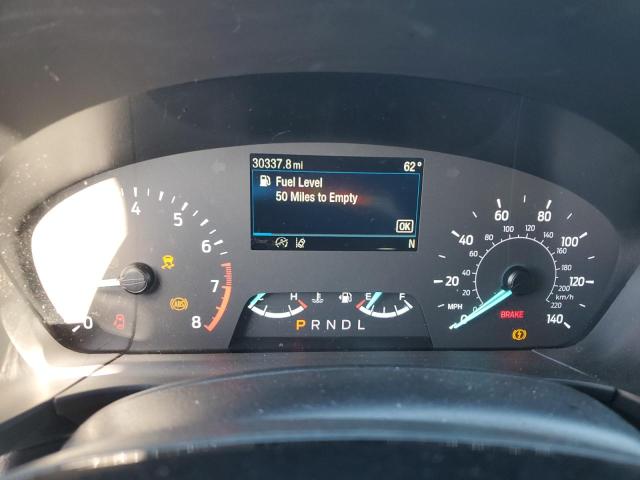 30337.8 mi 62°
Fuel Level
50 Miles to Empty
OK
N
0 4 5 6 7 8
ABS
H E F
PRNDL
0 20 40 60 80 100 120 140
20 40 60 80 100 120 140 160 180 200 220
MPH
km/h
BRAKE